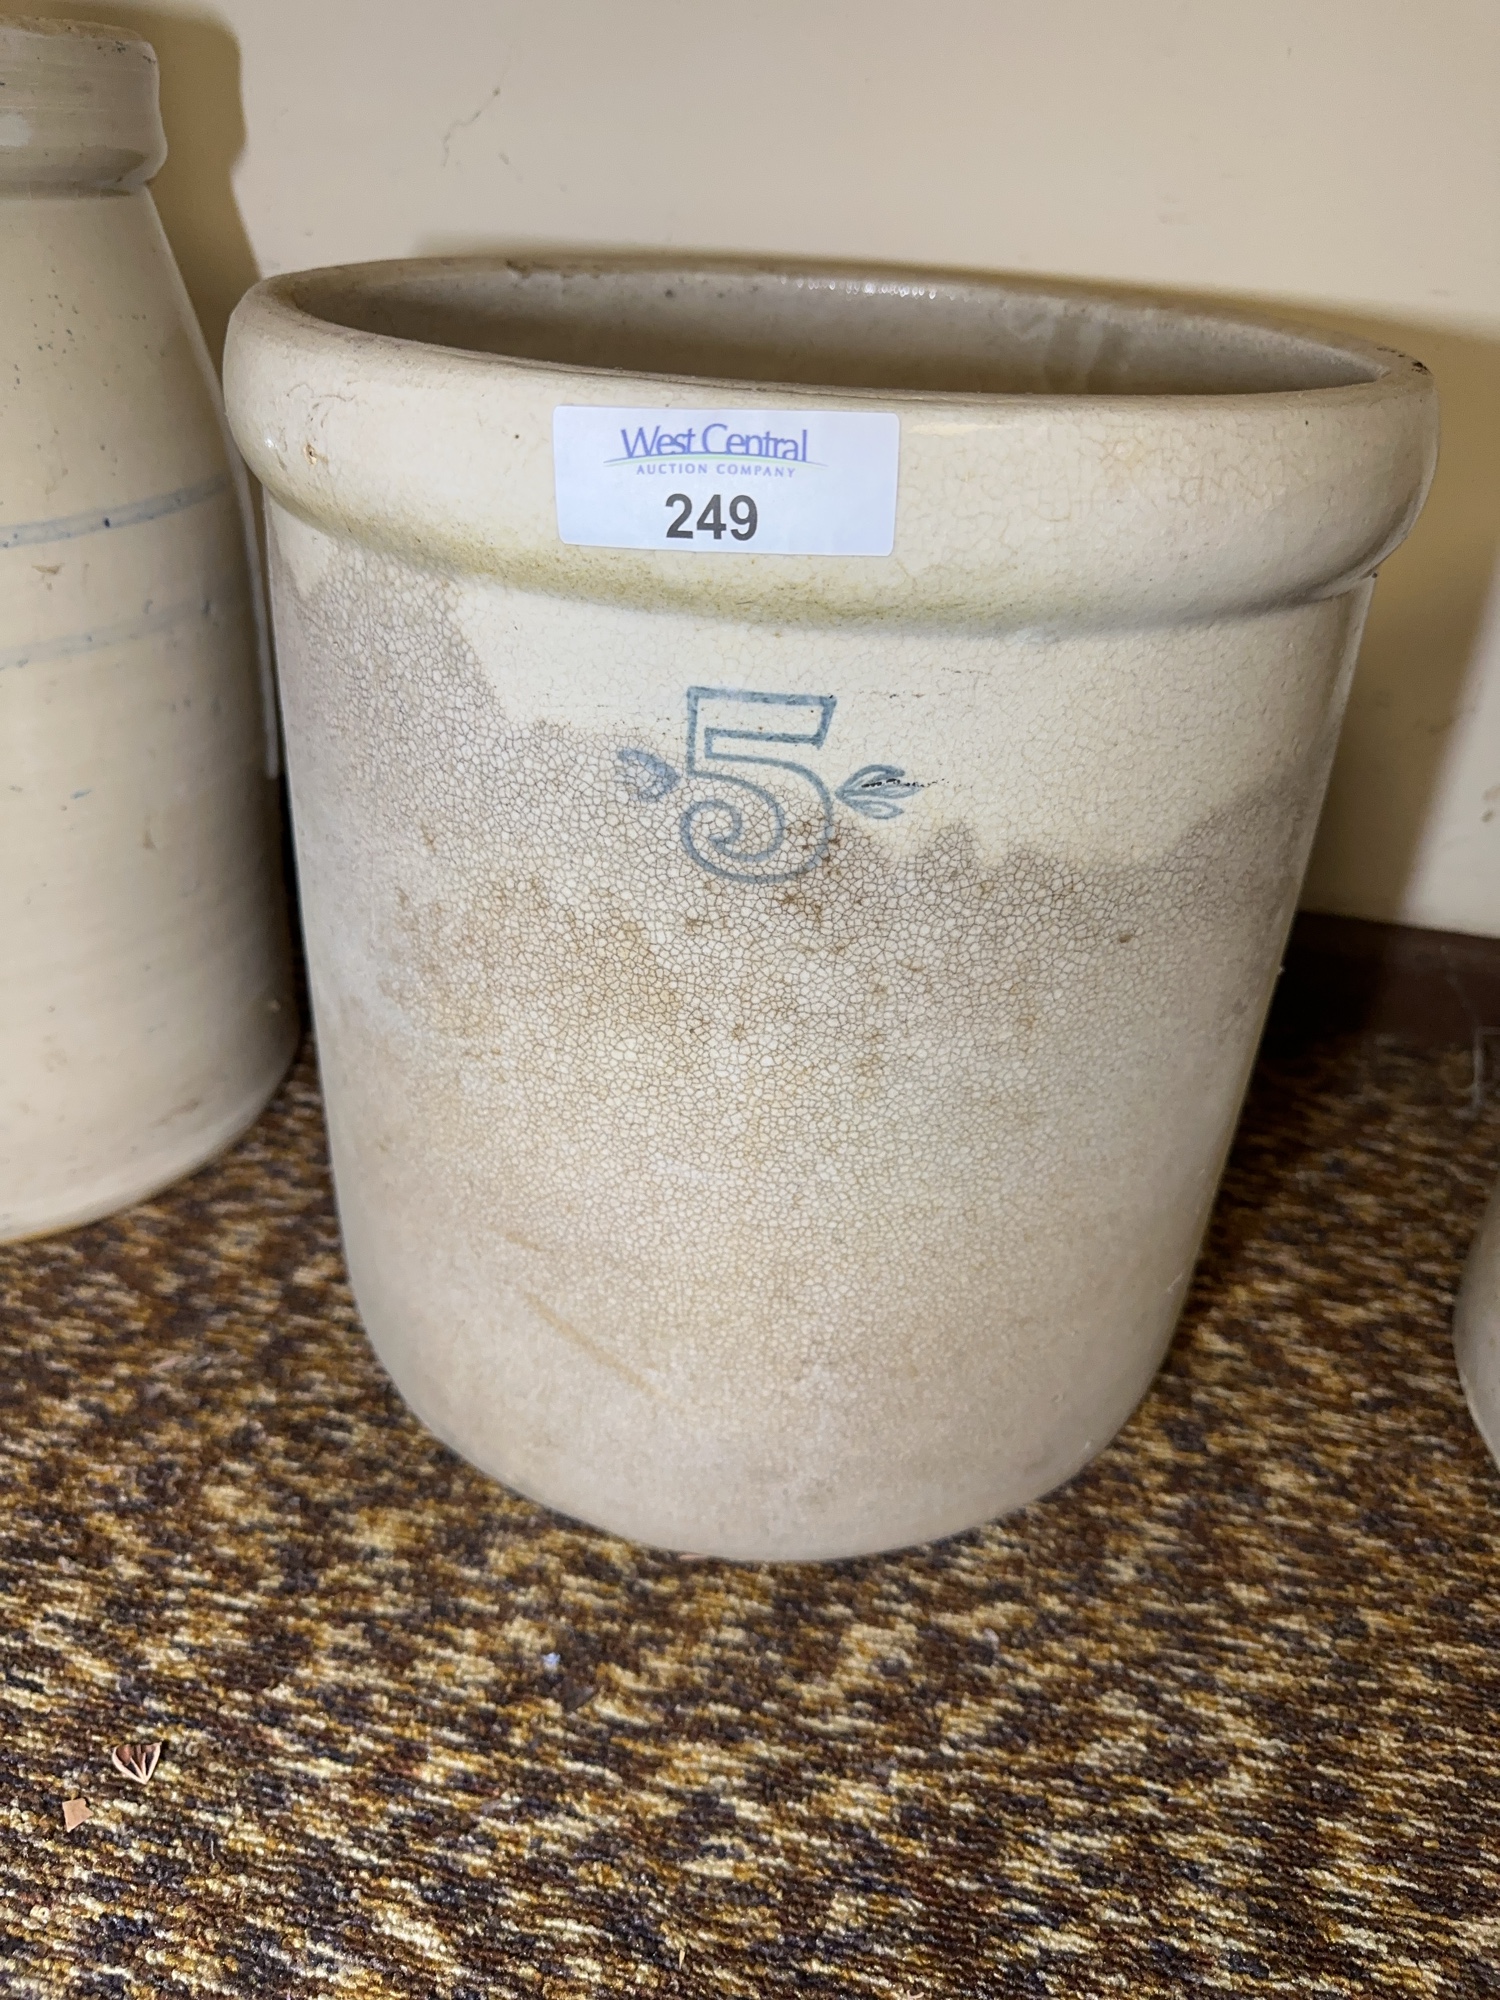 West Central
AUCTION COMPANY
249
5